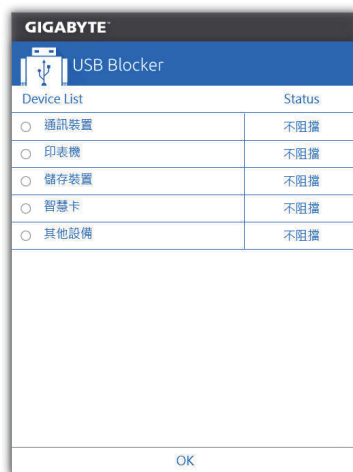 GIGABYTE™
USB Blocker
Device List Status
通訊裝置 不阻擋
印表機 不阻擋
儲存裝置 不阻擋
智慧卡 不阻擋
其他設備 不阻擋
OK